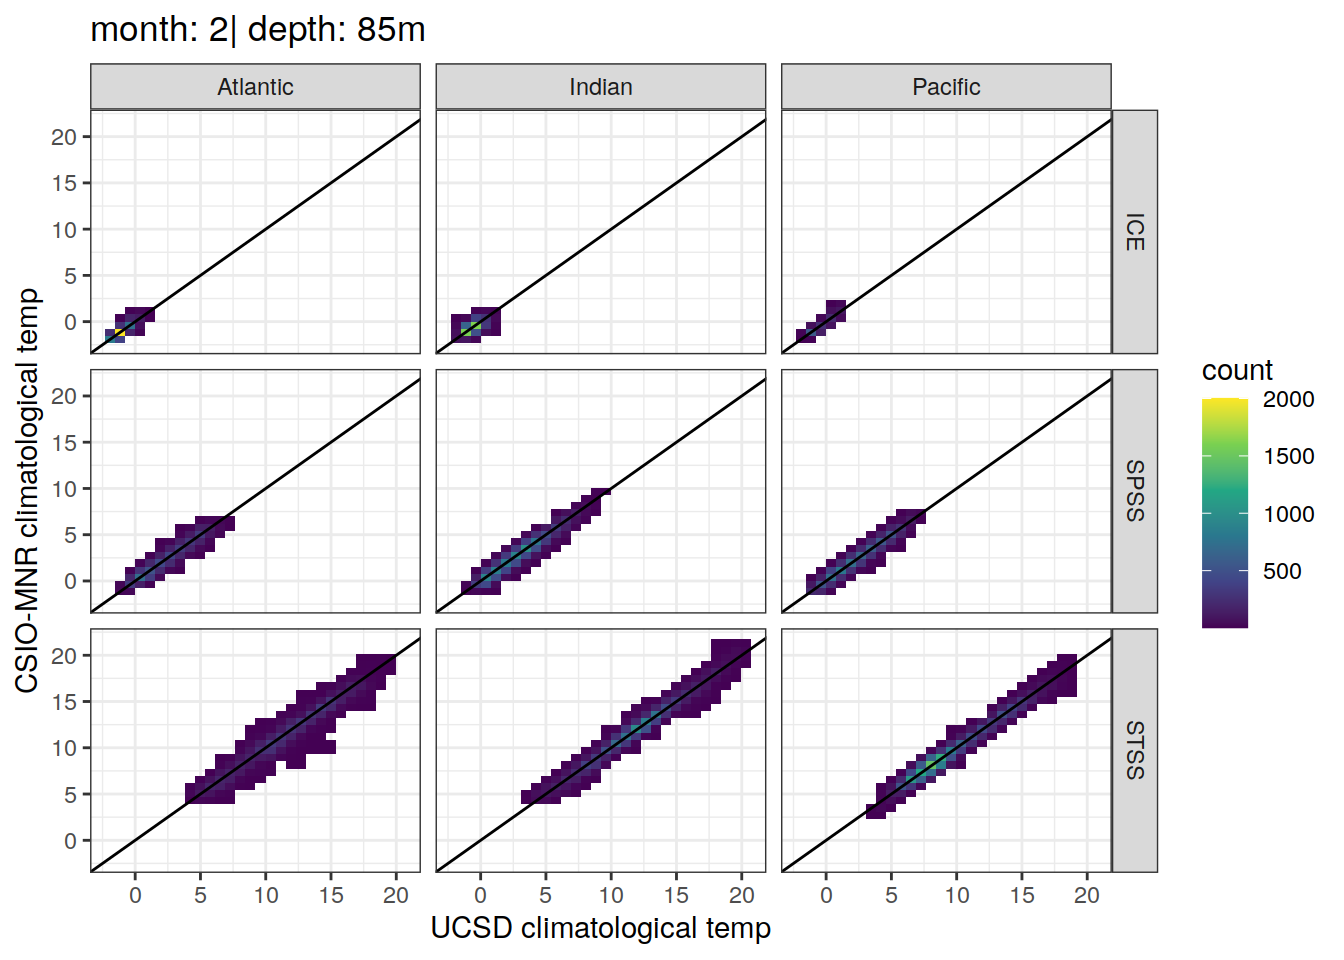 month: 2| depth: 85m
Atlantic
Indian
Pacific
20
15
10
5
0
ICE
20
15
10
5
0
SPSS
20
15
10
5
0
STSS
0 5 10 15 20
0 5 10 15 20
0 5 10 15 20
UCSD climatological temp
CSIO-MNR climatological temp
count
2000
1500
1000
500